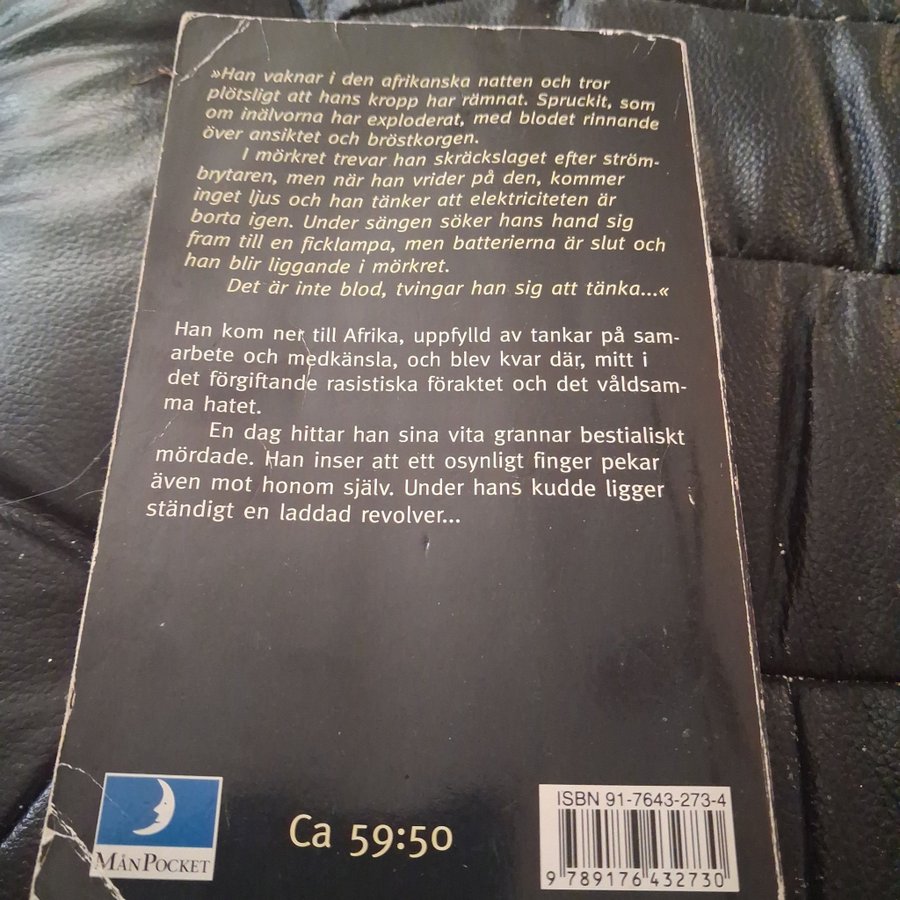 »Han vaknar i den afrikanska natten och tror
plötsligt att hans kropp har rämnat. Spruckit, som
om inälvorna har exploderat, med blodet rinnande
över ansiktet och bröstkorgen.
I mörkret trevar han skräckslaget efter ström-
brytaren, men när han vrider på den, kommer
inget ljus och han tänker att elektriciteten är
borta igen. Under sängen söker hans hand sig
fram till en ficklampa, men batterierna är slut och
han blir liggande i mörkret.
Det är inte blod, tvingar han sig att tänka...«
Han kom ner till Afrika, uppfylld av tankar på sam-
arbete och medkänsla, och blev kvar där, mitt i
det förgiftande rasistiska föraktet och det våldsam-
ma hatet.
En dag hittar han sina vita grannar bestialiskt
mördade. Han inser att ett osynligt finger pekar
även mot honom själv. Under hans kudde ligger
ständigt en laddad revolver...
MÅNPOCKET
Ca 59:50
ISBN 91-7643-273-4
9 789176 432730